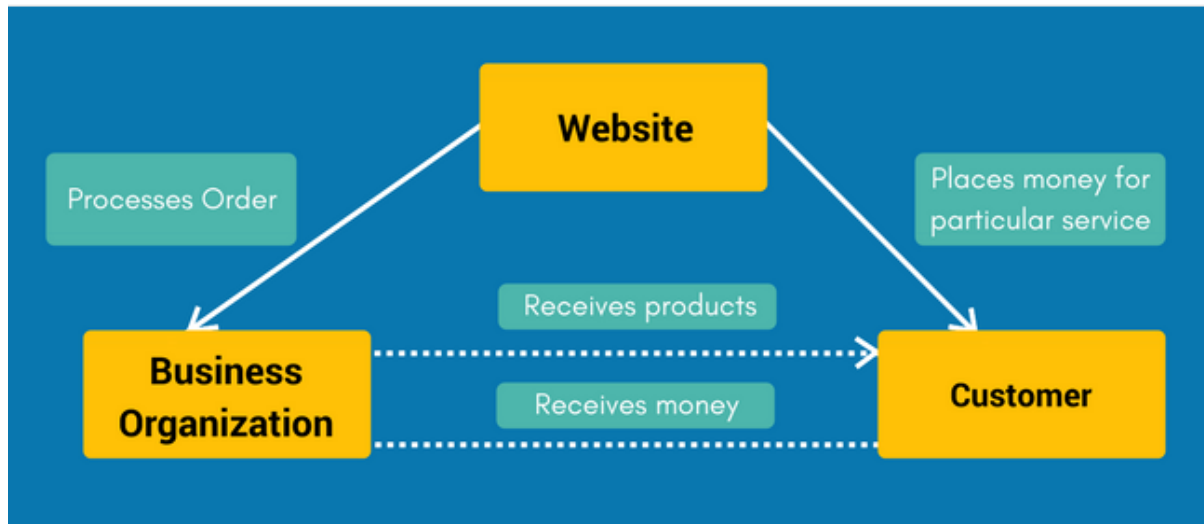 Website
Processes Order
Places money for
particular service
Receives products
Business
Organization
Receives money
Customer